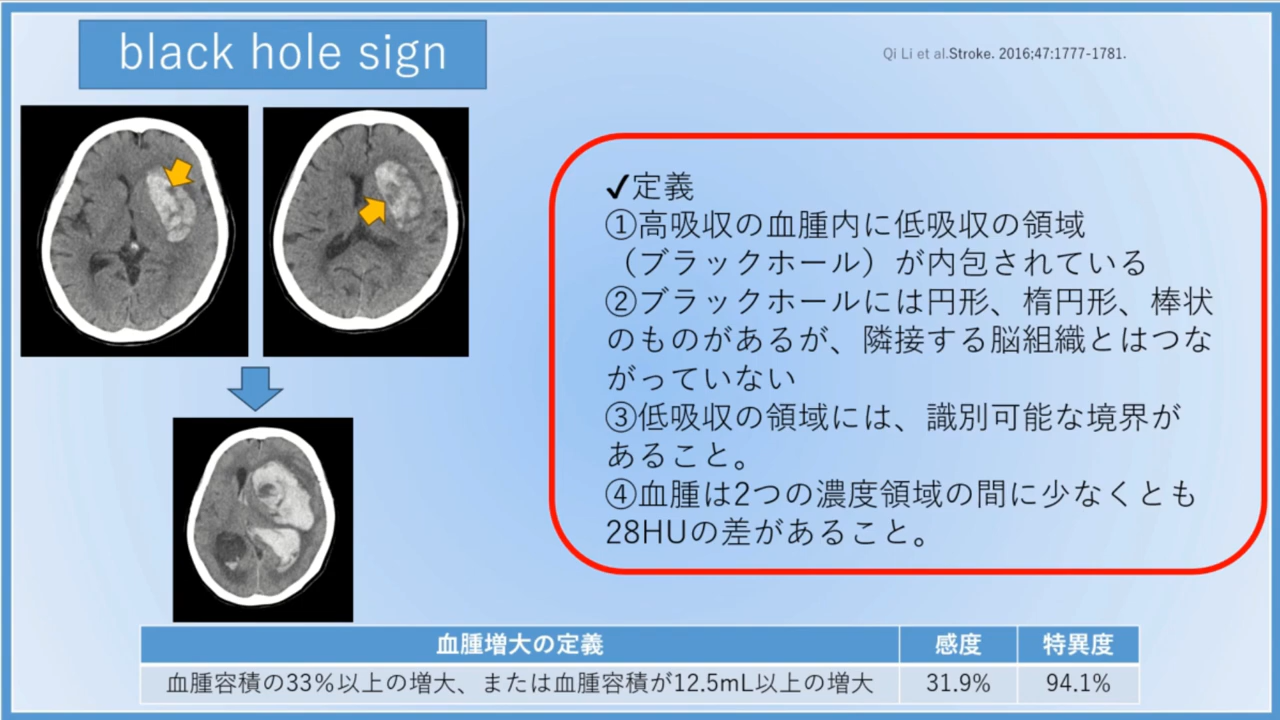 black hole sign
Qi Li et al.Stroke. 2016;47:1777-1781.
✓定義
①高吸収の血腫内に低吸収の領域
（ブラックホール）が内包されている
②ブラックホールには円形、楕円形、棒状
のものがあるが、隣接する脳組織とはつな
がっていない
③低吸収の領域には、識別可能な境界が
あること。
④血腫は2つの濃度領域の間に少なくとも
28HUの差があること。
血腫増大の定義 感度 特異度
血腫容積の33%以上の増大、または血腫容積が12.5mL以上の増大 31.9% 94.1%